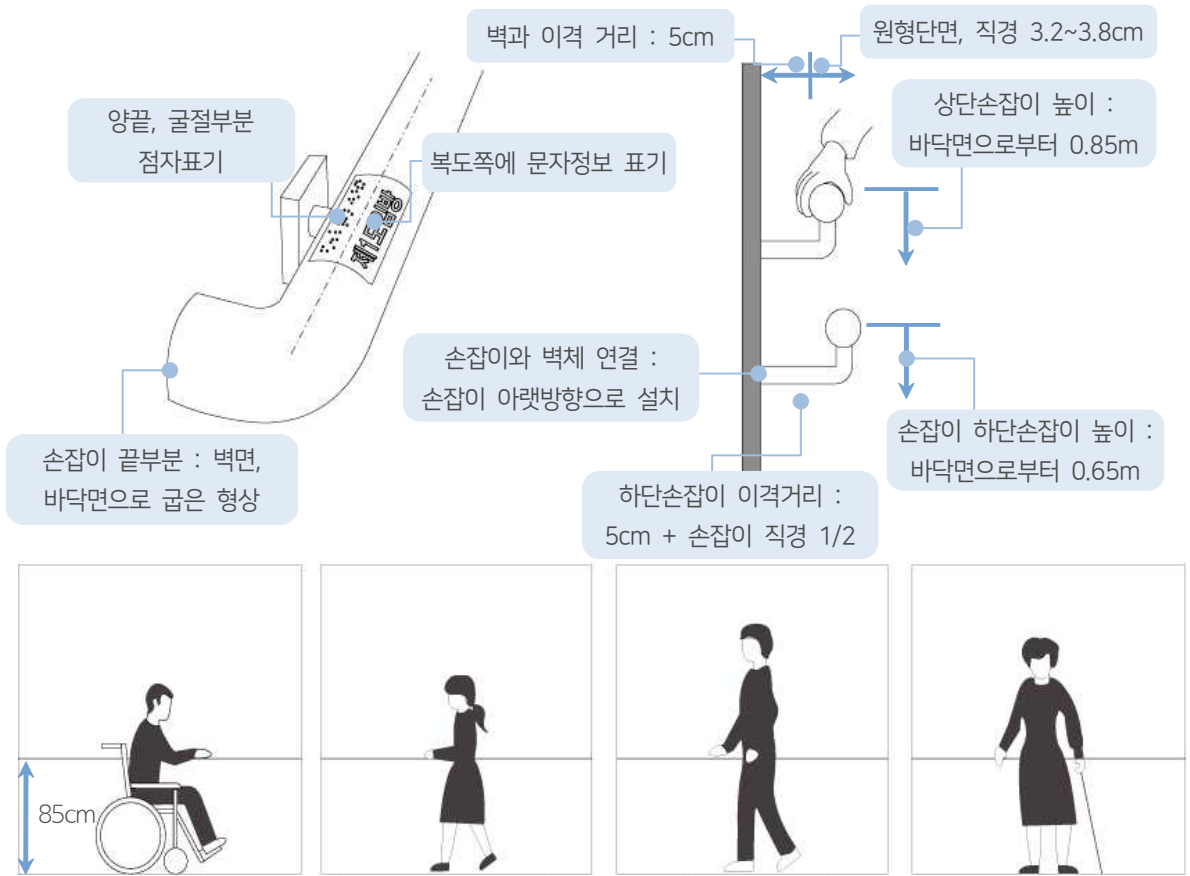 벽과 이격 거리 : 5cm
원형단면, 직경 3.2~3.8cm
양끝, 굴절부분
점자표기
복도쪽에 문자정보 표기
상단손잡이 높이 :
바닥면으로부터 0.85m
제1도움방
손잡이와 벽체 연결 :
손잡이 아랫방향으로 설치
손잡이 하단손잡이 높이 :
바닥면으로부터 0.65m
손잡이 끝부분 : 벽면,
바닥면으로 굽은 형상
하단손잡이 이격거리 :
5cm + 손잡이 직경 1/2
85cm